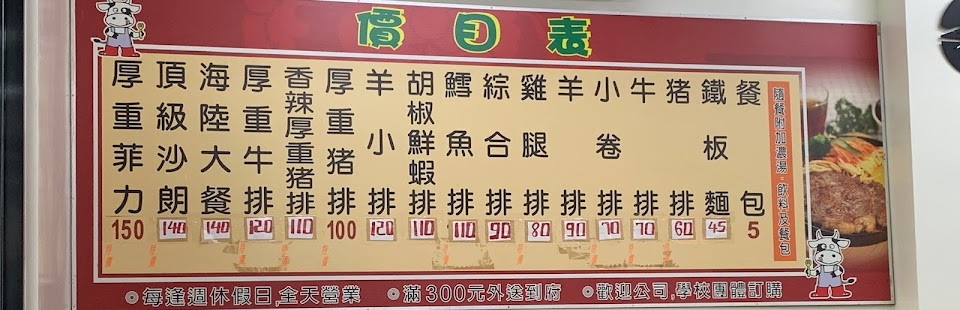 價目表
隨餐附加濃湯·飲料及餐包
餐包
5
鐵板麵
45
猪排
60
牛排
70
小卷排
70
羊排
90
雞腿排
80
綜合排
90
鱈魚排
110
胡椒鮮蝦排
110
羊小排
120
厚重猪排
100
香辣厚重猪排
110
厚重牛排
120
海陸大餐
140
頂級沙朗
140
厚重菲力
150
◎每逢週休假日,全天營業 ◎滿300元外送到府 ◎歡迎公司,學校團體訂購